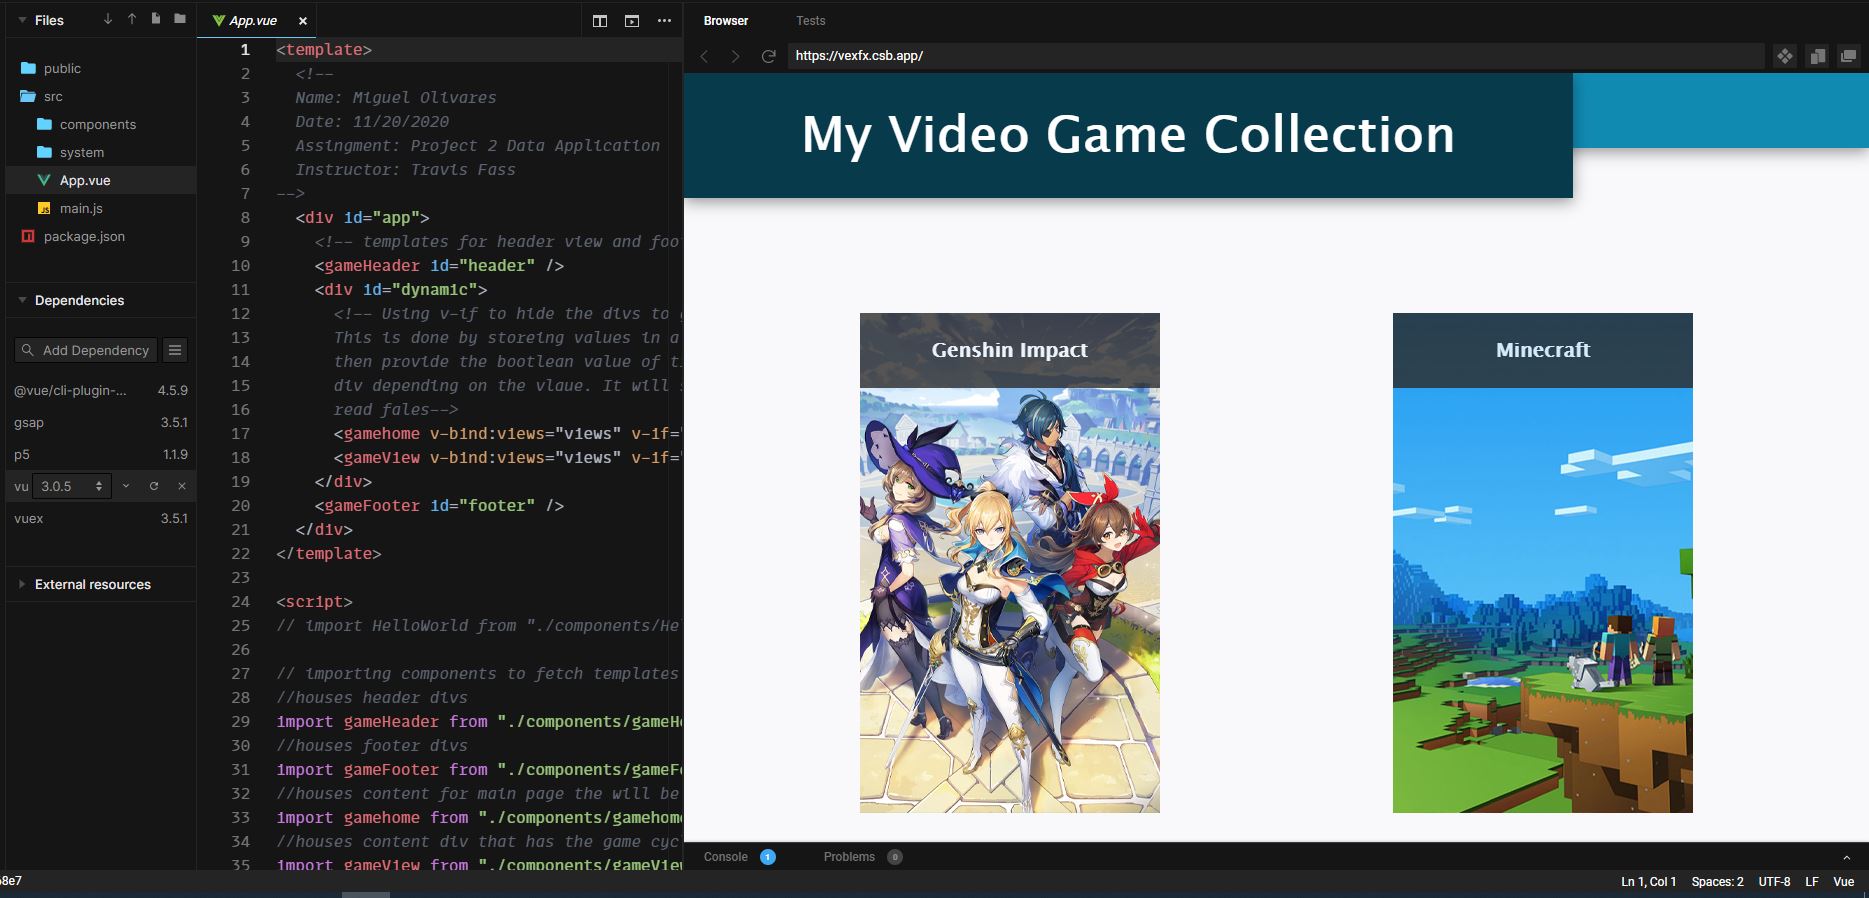 Files
App.vue
Browser
Tests
https://vexfx.csb.app/
public
src
components
system
App.vue
main.js
package.json
Dependencies
Add Dependency
@vue/cli-plugin-... 4.5.9
gsap 3.5.1
p5 1.1.9
vu 3.0.5
vuex 3.5.1
External resources
1 <template>
2 <!--
3 Name: Miguel Olivares
4 Date: 11/20/2020
5 Assingment: Project 2 Data Application
6 Instructor: Travis Fass
7 -->
8 <div id="app">
9 <!-- templates for header view and foo
10 <gameHeader id="header" />
11 <div id="dynamic">
12 <!-- Using v-if to hide the divs to
13 This is done by storeing values in a
14 then provide the bootlean value of
15 div depending on the vlaue. It will
16 read fales-->
17 <gamehome v-bind:views="views" v-if="
18 <gameView v-bind:views="views" v-if="
19 </div>
20 <gameFooter id="footer" />
21 </div>
22 </template>
23
24 <script>
25 // import HelloWorld from "./components/Hel
26
27 // importing components to fetch templates
28 //houses header divs
29 import gameHeader from "./components/gameHe
30 //houses footer divs
31 import gameFooter from "./components/gameFo
32 //houses content for main page the will be
33 import gamehome from "./components/gamehome
34 //houses content div that has the game cyc
35 import gameView from "./components/gameView
My Video Game Collection
Genshin Impact
Minecraft
Console 1
Problems 0
8e7
Ln 1, Col 1 Spaces: 2 UTF-8 LF Vue